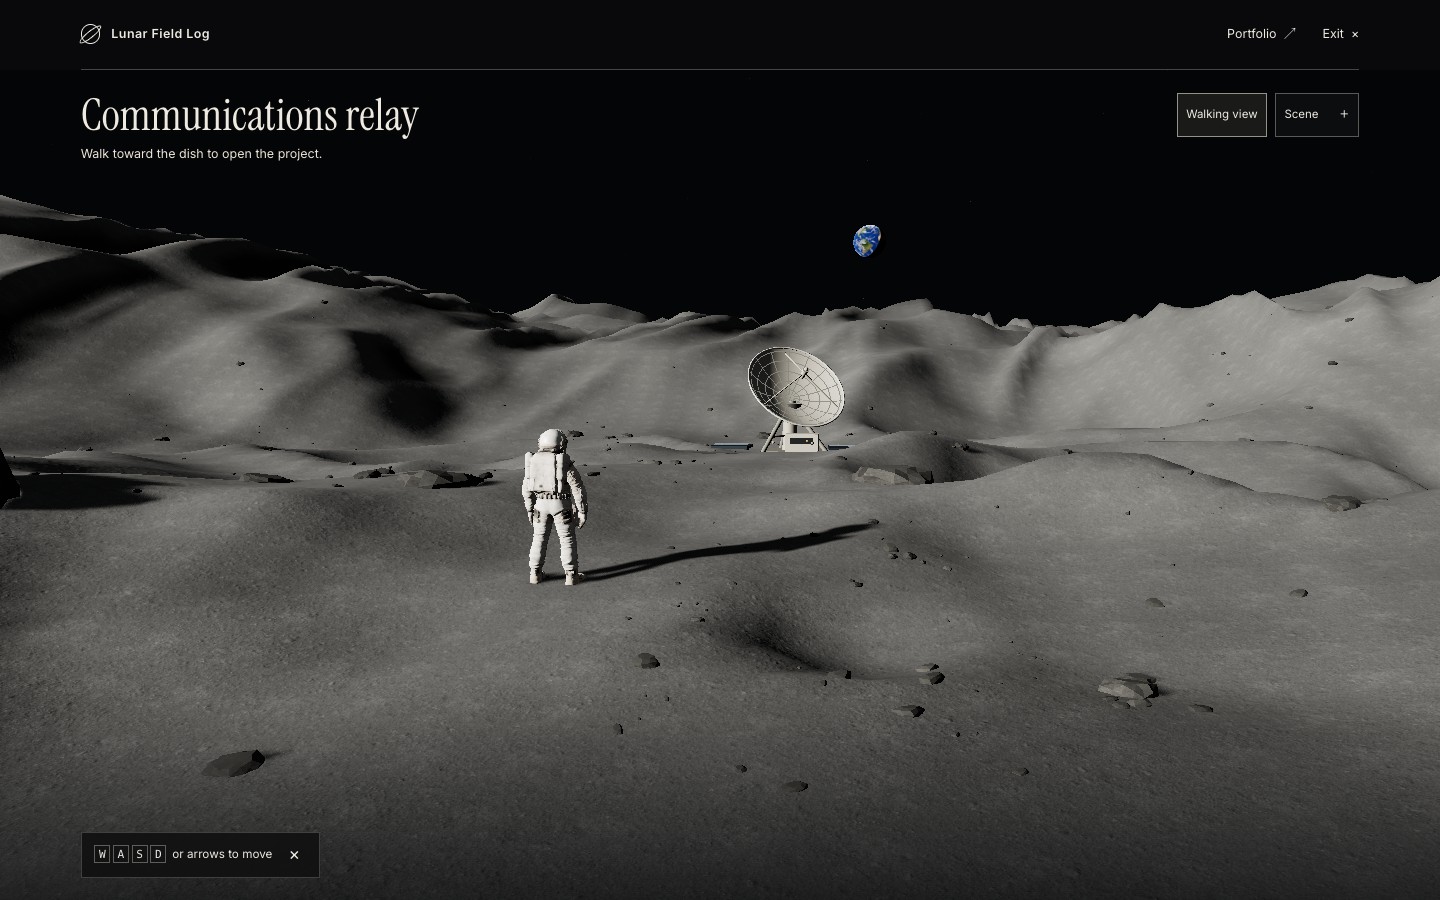 Lunar Field Log
Portfolio ↗ Exit ×
Communications relay
Walk toward the dish to open the project.
Walking view
Scene +
W A S D or arrows to move ×